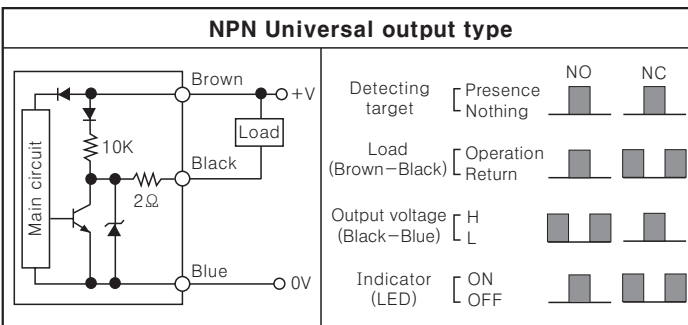 NPN Universal output type
Brown
+V
10K
Load
Black
2Ω
Main circuit
Blue
0V
NO NC
Detecting target
Presence
Nothing
Load (Brown−Black)
Operation
Return
Output voltage (Black−Blue)
H
L
Indicator (LED)
ON
OFF